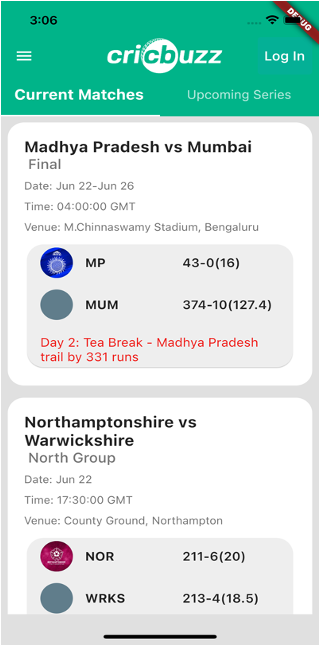 3:06
DEBUG
cricbuzz
Log In
Current Matches
Upcoming Series
Madhya Pradesh vs Mumbai
Final
Date: Jun 22-Jun 26
Time: 04:00:00 GMT
Venue: M.Chinnaswamy Stadium, Bengaluru
MP 43-0(16)
MUM 374-10(127.4)
Day 2: Tea Break - Madhya Pradesh
trail by 331 runs
Northamptonshire vs
Warwickshire
North Group
Date: Jun 22
Time: 17:30:00 GMT
Venue: County Ground, Northampton
NOR 211-6(20)
WRKS 213-4(18.5)